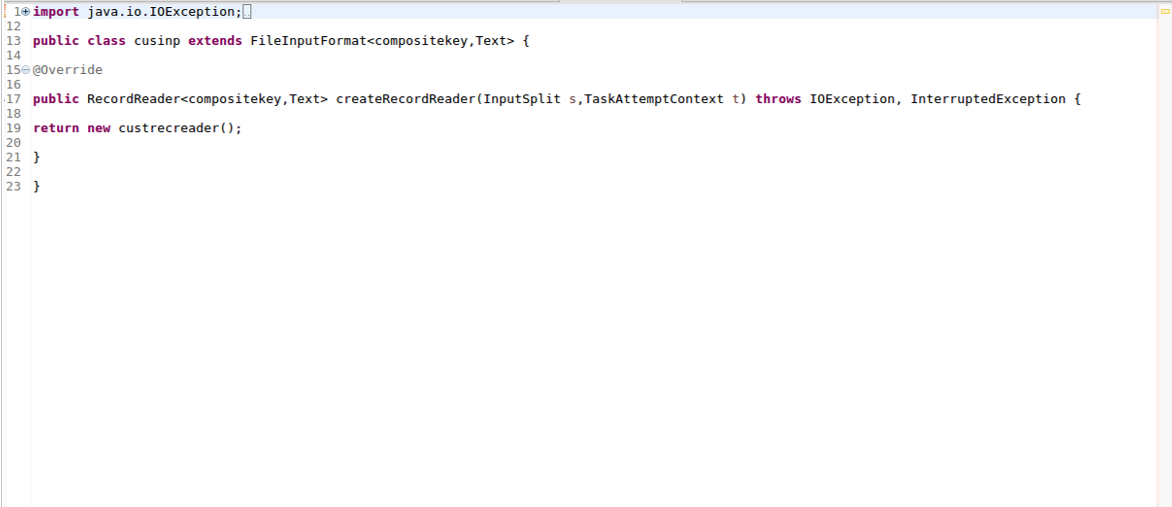 1 import java.io.IOException;
12
13 public class cusinp extends FileInputFormat<compositekey,Text> {
14
15 @Override
16
17 public RecordReader<compositekey,Text> createRecordReader(InputSplit s,TaskAttemptContext t) throws IOException, InterruptedException {
18
19 return new custrecreader();
20
21 }
22
23 }